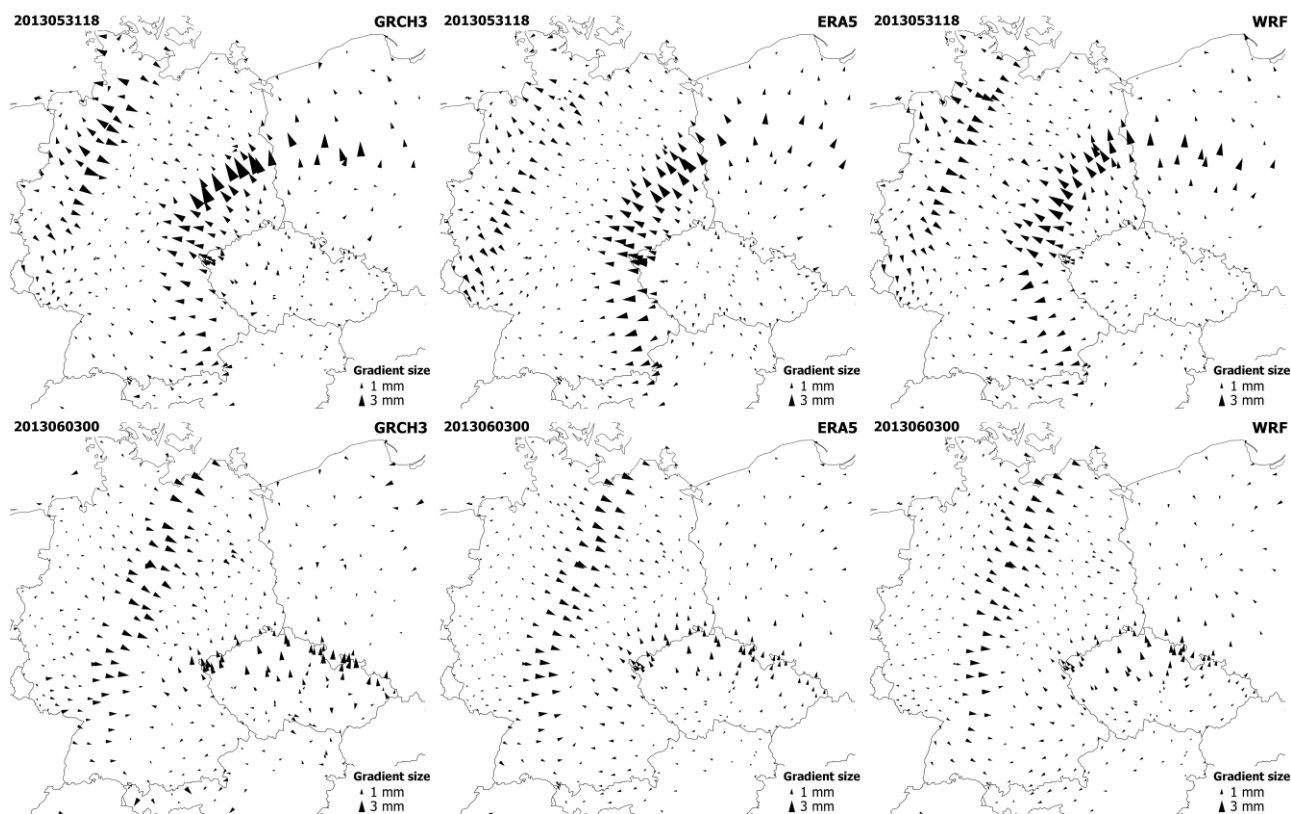 2013053118 GRCH3
2013053118 ERA5
2013053118 WRF
Gradient size
1 mm
3 mm
Gradient size
1 mm
3 mm
Gradient size
1 mm
3 mm
2013060300 GRCH3
2013060300 ERA5
2013060300 WRF
Gradient size
1 mm
3 mm
Gradient size
1 mm
3 mm
Gradient size
1 mm
3 mm